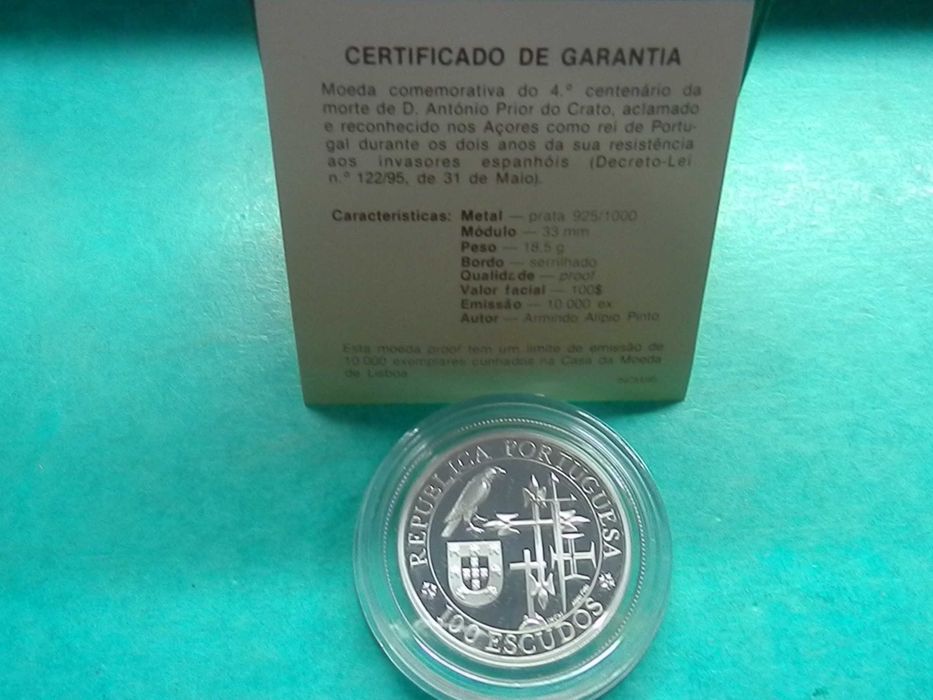 CERTIFICADO DE GARANTIA
Moeda comemorativa do 4.º centenário da
morte de D. António Prior do Crato, aclamado
e reconhecido nos Açores como rei de Portu-
gal durante os dois anos da sua resistência
aos invasores espanhóis (Decreto-Lei
n.º 122/95, de 31 de Maio).
Características: Metal — prata 925/1000
Módulo — 33 mm
Peso — 18,5 g
Bordo — serrilhado
Qualidade — proof
Valor facial — 100$
Emissão — 10 000 ex.
Autor — Armindo Alípio Pinto
Esta moeda proof tem um limite de emissão de
10 000 exemplares cunhados na Casa da Moeda
de Lisboa.
REPUBLICA PORTUGUESA
100 ESCUDOS